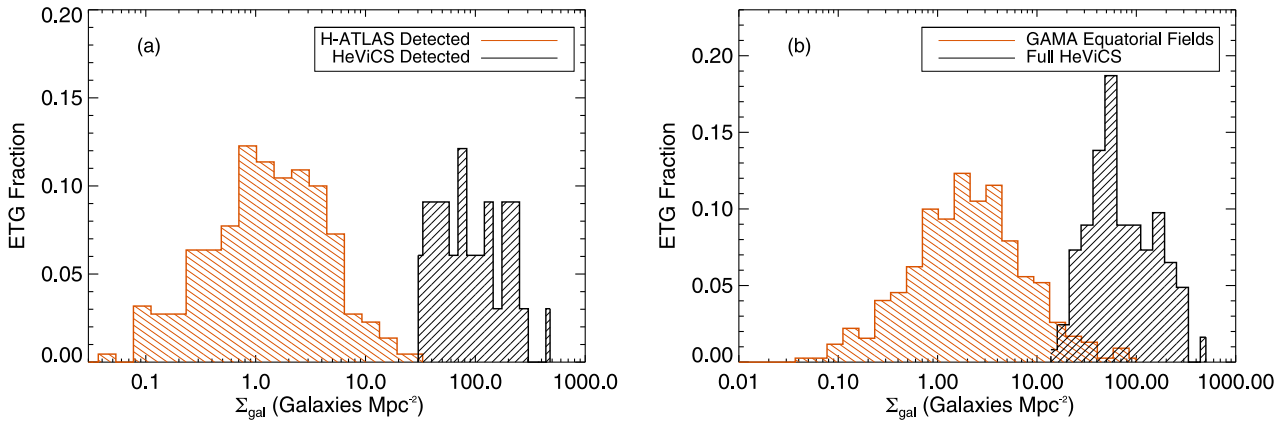 (a)
H-ATLAS Detected
HeViCS Detected
0.20
0.15
0.10
0.05
0.00
ETG Fraction
0.1 1.0 10.0 100.0 1000.0
Σgal (Galaxies Mpc⁻²)
(b)
GAMA Equatorial Fields
Full HeViCS
0.20
0.15
0.10
0.05
0.00
ETG Fraction
0.01 0.10 1.00 10.00 100.00 1000.00
Σgal (Galaxies Mpc⁻²)